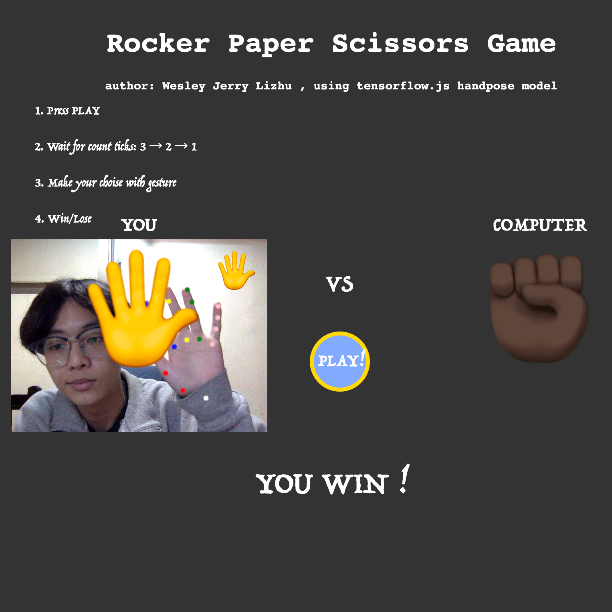 Rocker Paper Scissors Game
author: Wesley Jerry Lizhu , using tensorflow.js handpose model
1. Press PLAY
2. Wait for count ticks: 3 → 2 → 1
3. Make your choise with gesture
4. Win/Lose
YOU
COMPUTER
VS
PLAY!
YOU WIN !